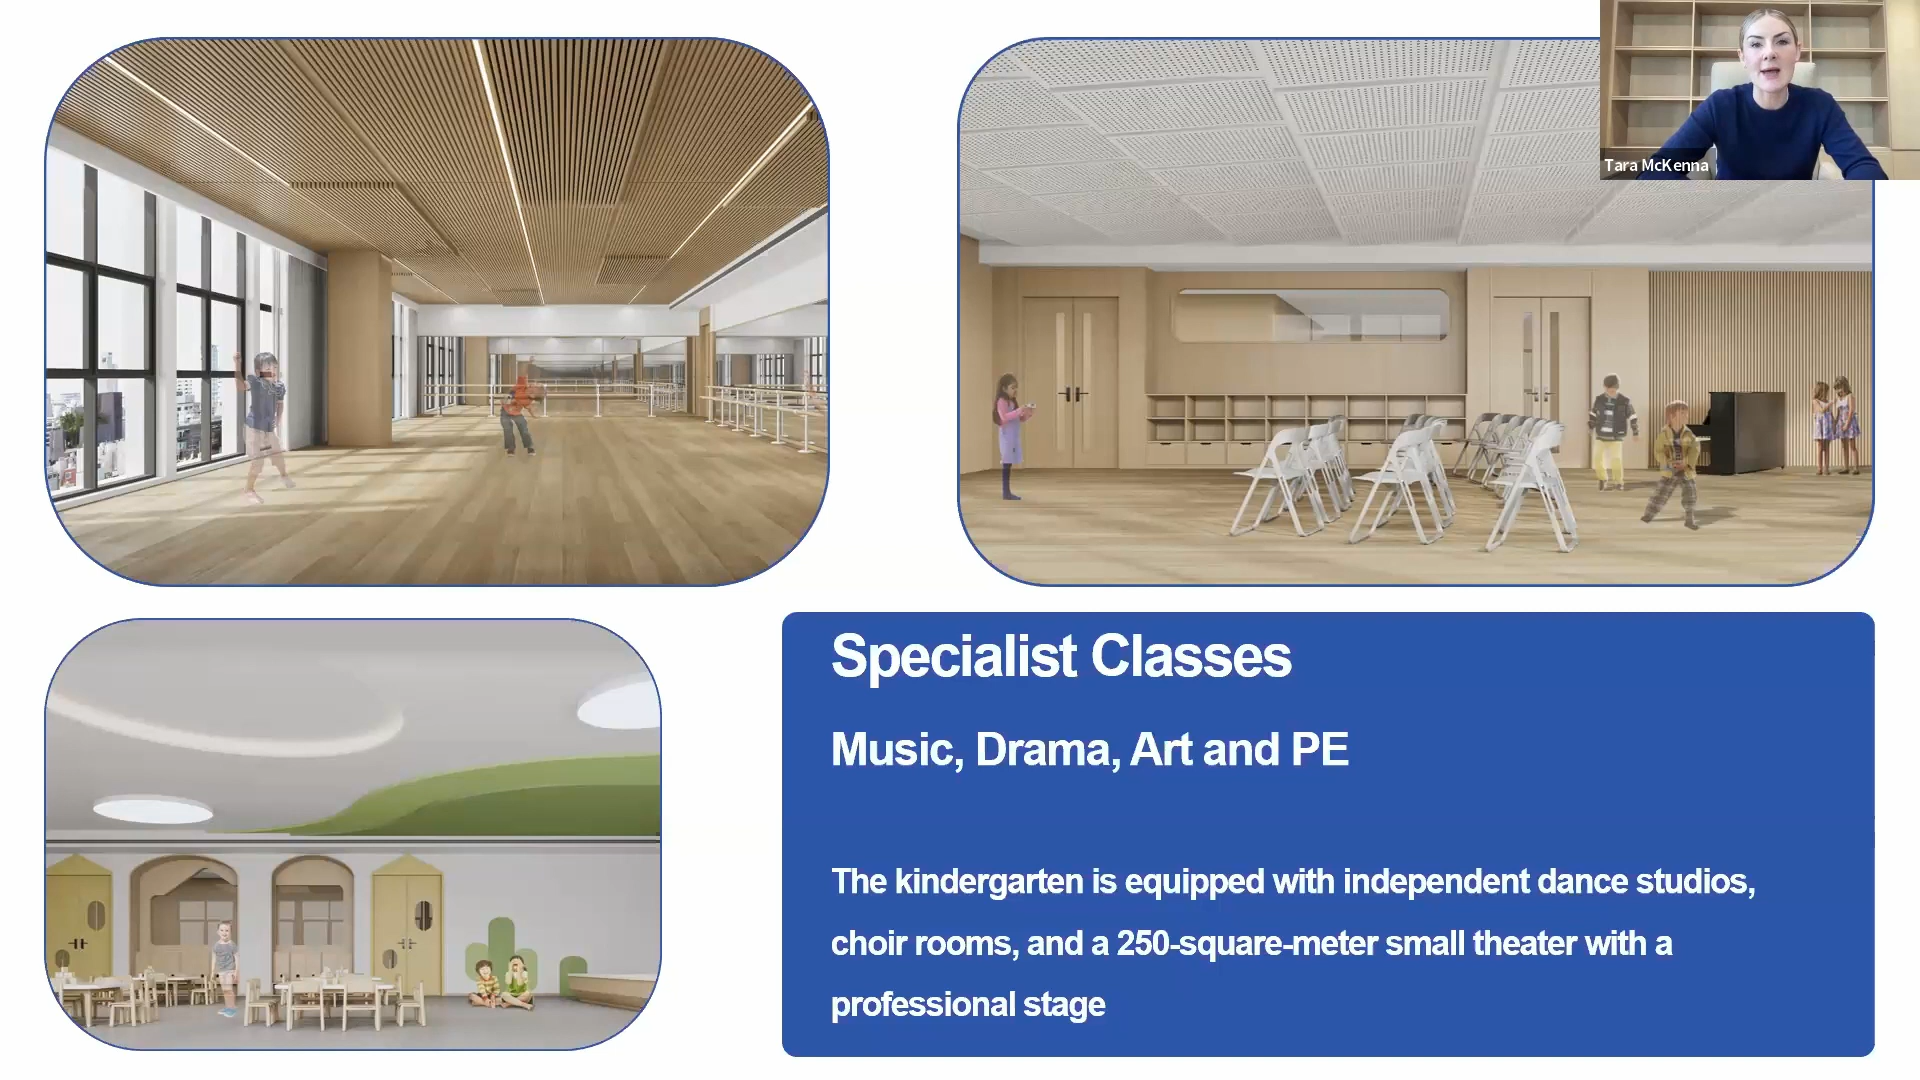 Tara McKenna
Specialist Classes
Music, Drama, Art and PE
The kindergarten is equipped with independent dance studios,
choir rooms, and a 250-square-meter small theater with a
professional stage